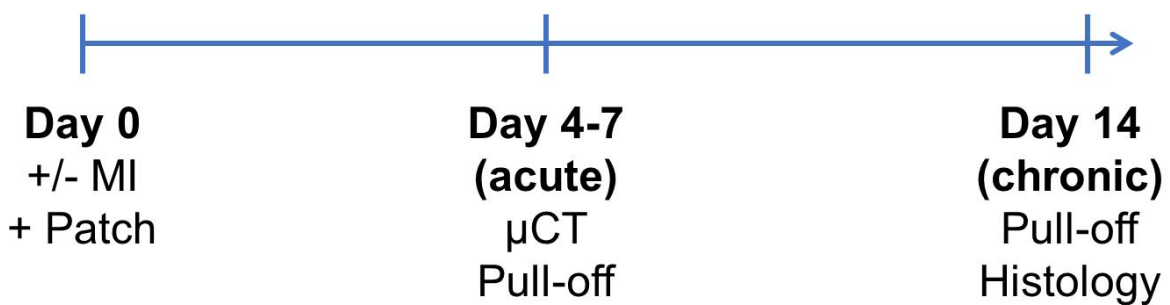 Day 0
+/- MI
+ Patch
Day 4-7
(acute)
µCT
Pull-off
Day 14
(chronic)
Pull-off
Histology